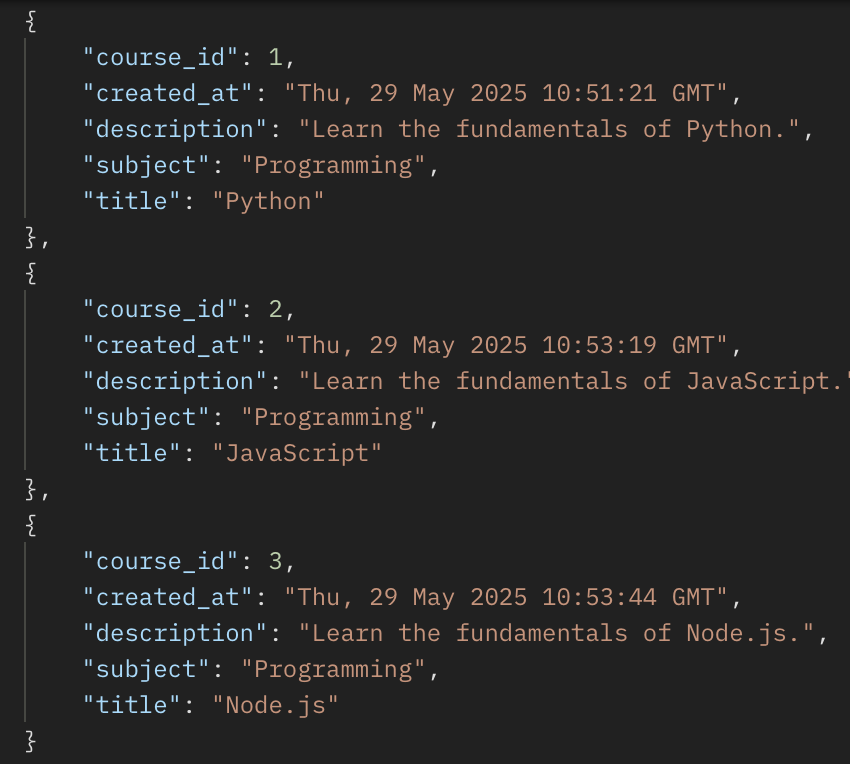 {
"course_id": 1,
"created_at": "Thu, 29 May 2025 10:51:21 GMT",
"description": "Learn the fundamentals of Python.",
"subject": "Programming",
"title": "Python"
},
{
"course_id": 2,
"created_at": "Thu, 29 May 2025 10:53:19 GMT",
"description": "Learn the fundamentals of JavaScript."
"subject": "Programming",
"title": "JavaScript"
},
{
"course_id": 3,
"created_at": "Thu, 29 May 2025 10:53:44 GMT",
"description": "Learn the fundamentals of Node.js.",
"subject": "Programming",
"title": "Node.js"
}